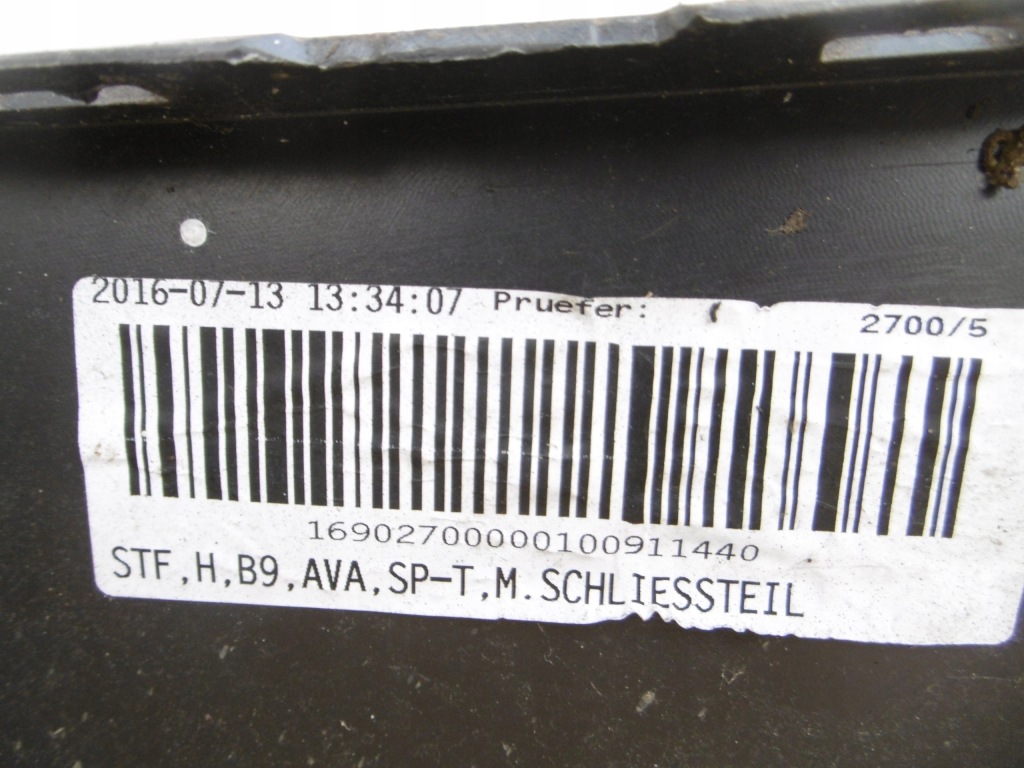 2016-07-13 13:34:07 Pruefer: 2700/5
16902700000100911440
STF,H,B9,AVA,SP-T,M.SCHLIESSTEIL